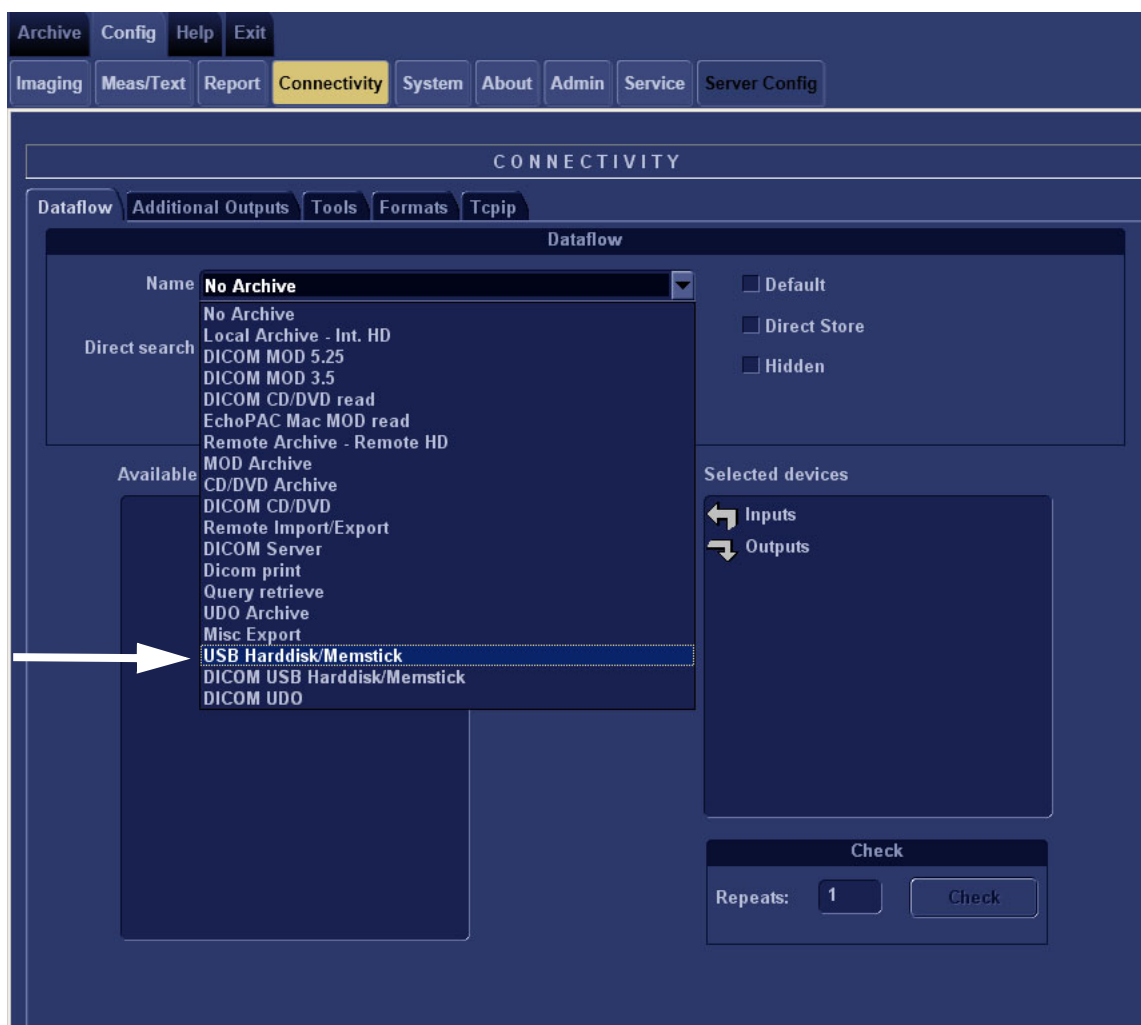 Archive Config Help Exit
Imaging Meas/Text Report Connectivity System About Admin Service Server Config
CONNECTIVITY
Dataflow Additional Outputs Tools Formats Tcpip
Dataflow
Name No Archive Default
No Archive
Local Archive - Int. HD
Direct Store
Direct search
DICOM MOD 5.25
DICOM MOD 3.5
Hidden
DICOM CD/DVD read
EchoPAC Mac MOD read
Remote Archive - Remote HD
MOD Archive
Available
Selected devices
CD/DVD Archive
DICOM CD/DVD
Inputs
Remote Import/Export
DICOM Server
Outputs
Dicom print
Query retrieve
UDO Archive
Misc Export
USB Harddisk/Memstick
DICOM USB Harddisk/Memstick
DICOM UDO
Check
Repeats: 1 Check